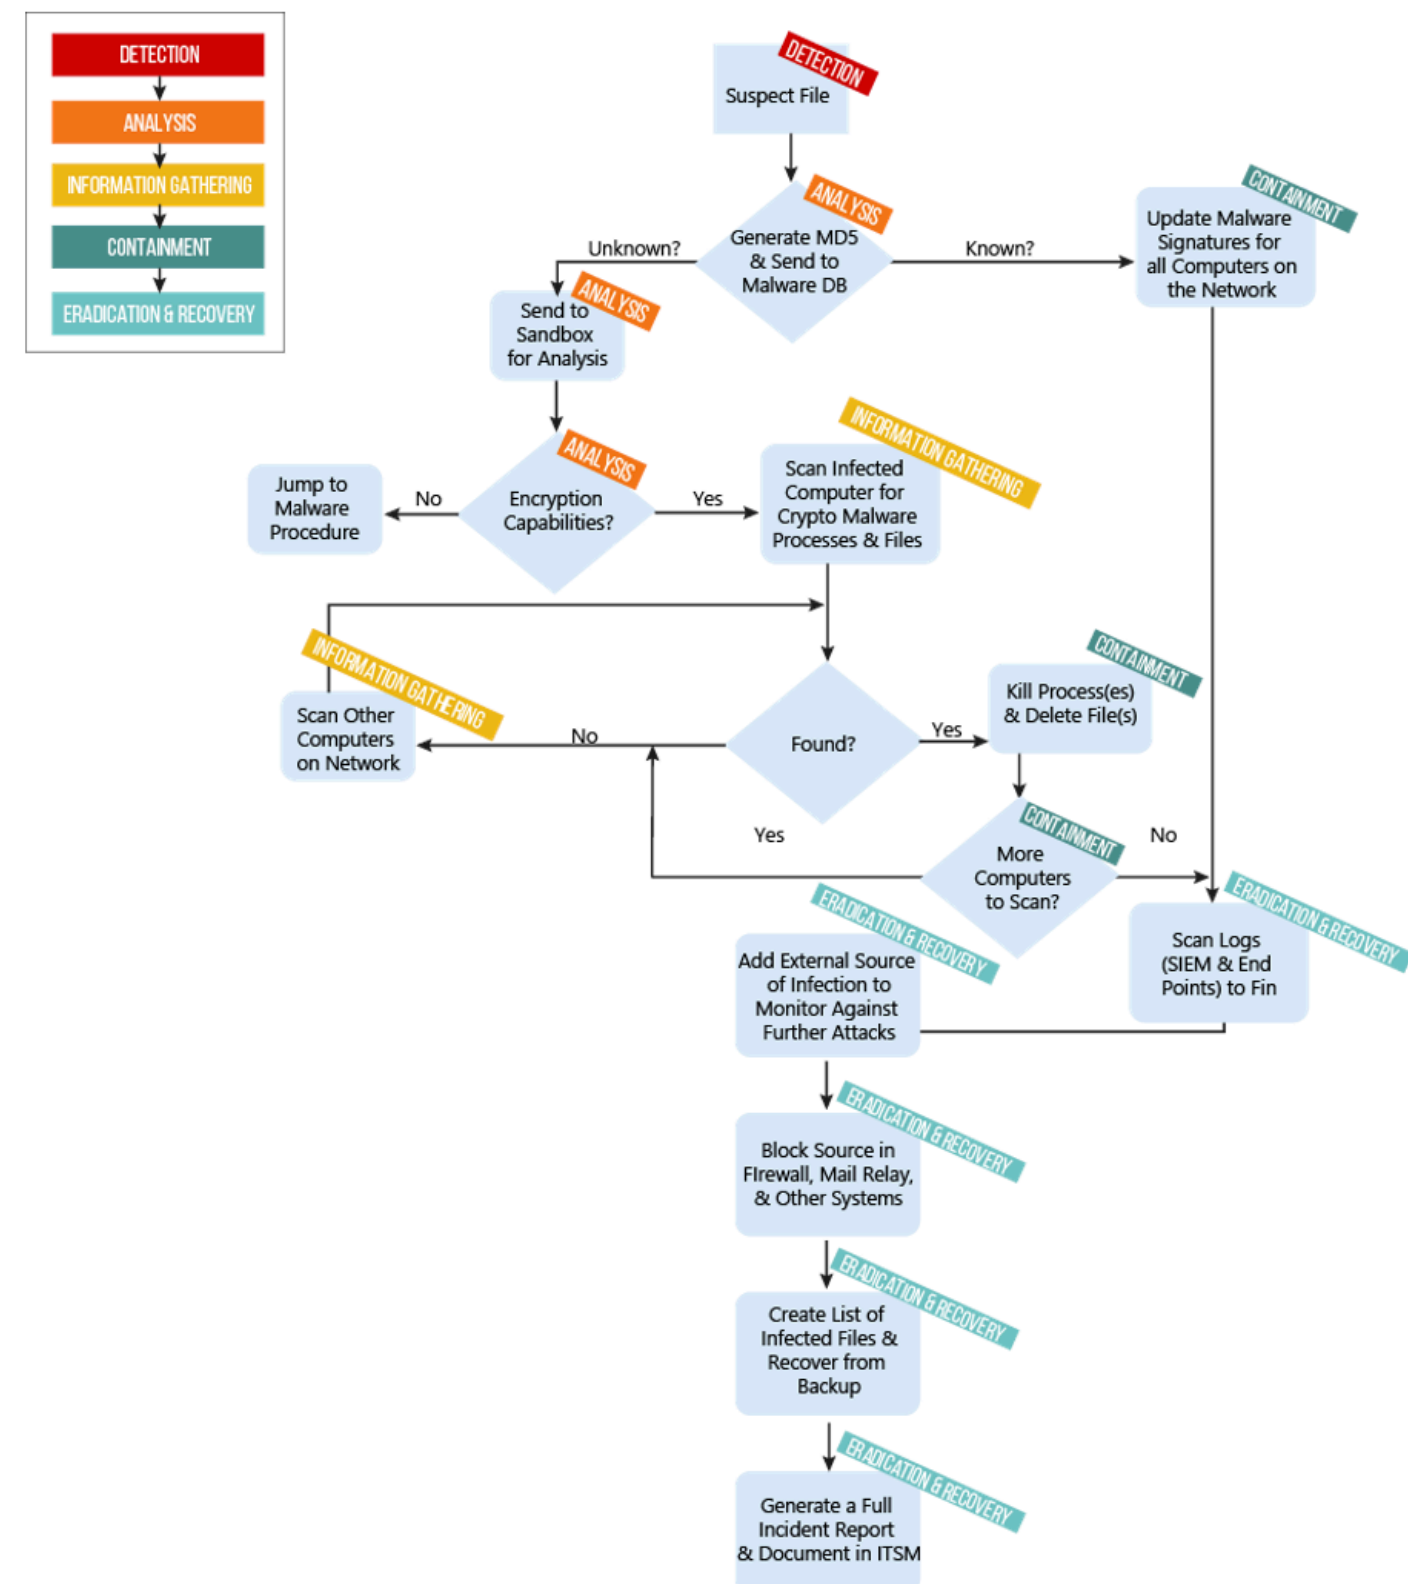 DETECTION
ANALYSIS
INFORMATION GATHERING
CONTAINMENT
ERADICATION & RECOVERY
DETECTION
Suspect File
ANALYSIS
Generate MD5
& Send to
Malware DB
Unknown?
Known?
CONTAINMENT
Update Malware
Signatures for
all Computers on
the Network
ANALYSIS
Send to
Sandbox
for Analysis
ANALYSIS
Encryption
Capabilities?
No
Yes
Jump to
Malware
Procedure
INFORMATION GATHERING
Scan Infected
Computer for
Crypto Malware
Processes & Files
INFORMATION GATHERING
Scan Other
Computers
on Network
No
Found?
Yes
CONTAINMENT
Kill Process(es)
& Delete File(s)
CONTAINMENT
More
Computers
to Scan?
Yes
No
ERADICATION & RECOVERY
Scan Logs
(SIEM & End
Points) to Fin
ERADICATION & RECOVERY
Add External Source
of Infection to
Monitor Against
Further Attacks
ERADICATION & RECOVERY
Block Source in
FIrewall, Mail Relay,
& Other Systems
ERADICATION & RECOVERY
Create List of
Infected Files &
Recover from
Backup
ERADICATION & RECOVERY
Generate a Full
Incident Report
& Document in ITSM